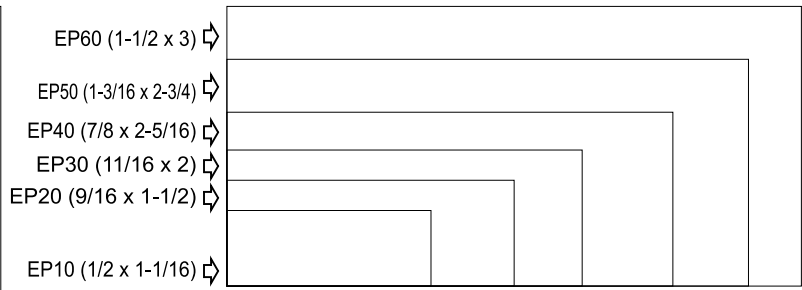 EP60 (1-1/2 x 3)
EP50 (1-3/16 x 2-3/4)
EP40 (7/8 x 2-5/16)
EP30 (11/16 x 2)
EP20 (9/16 x 1-1/2)
EP10 (1/2 x 1-1/16)